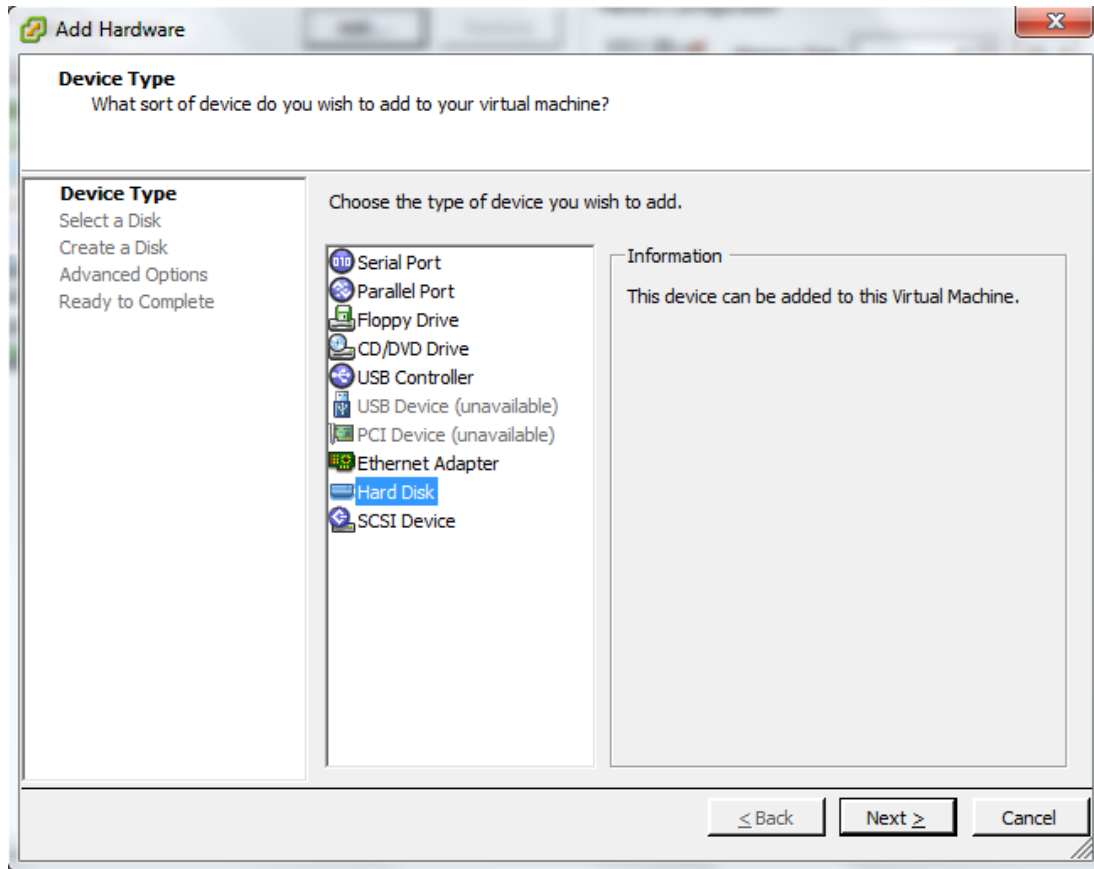 Add Hardware
Device Type
What sort of device do you wish to add to your virtual machine?
Device Type
Select a Disk
Create a Disk
Advanced Options
Ready to Complete
Choose the type of device you wish to add.
Serial Port
Parallel Port
Floppy Drive
CD/DVD Drive
USB Controller
USB Device (unavailable)
PCI Device (unavailable)
Ethernet Adapter
Hard Disk
SCSI Device
Information
This device can be added to this Virtual Machine.
< Back
Next >
Cancel